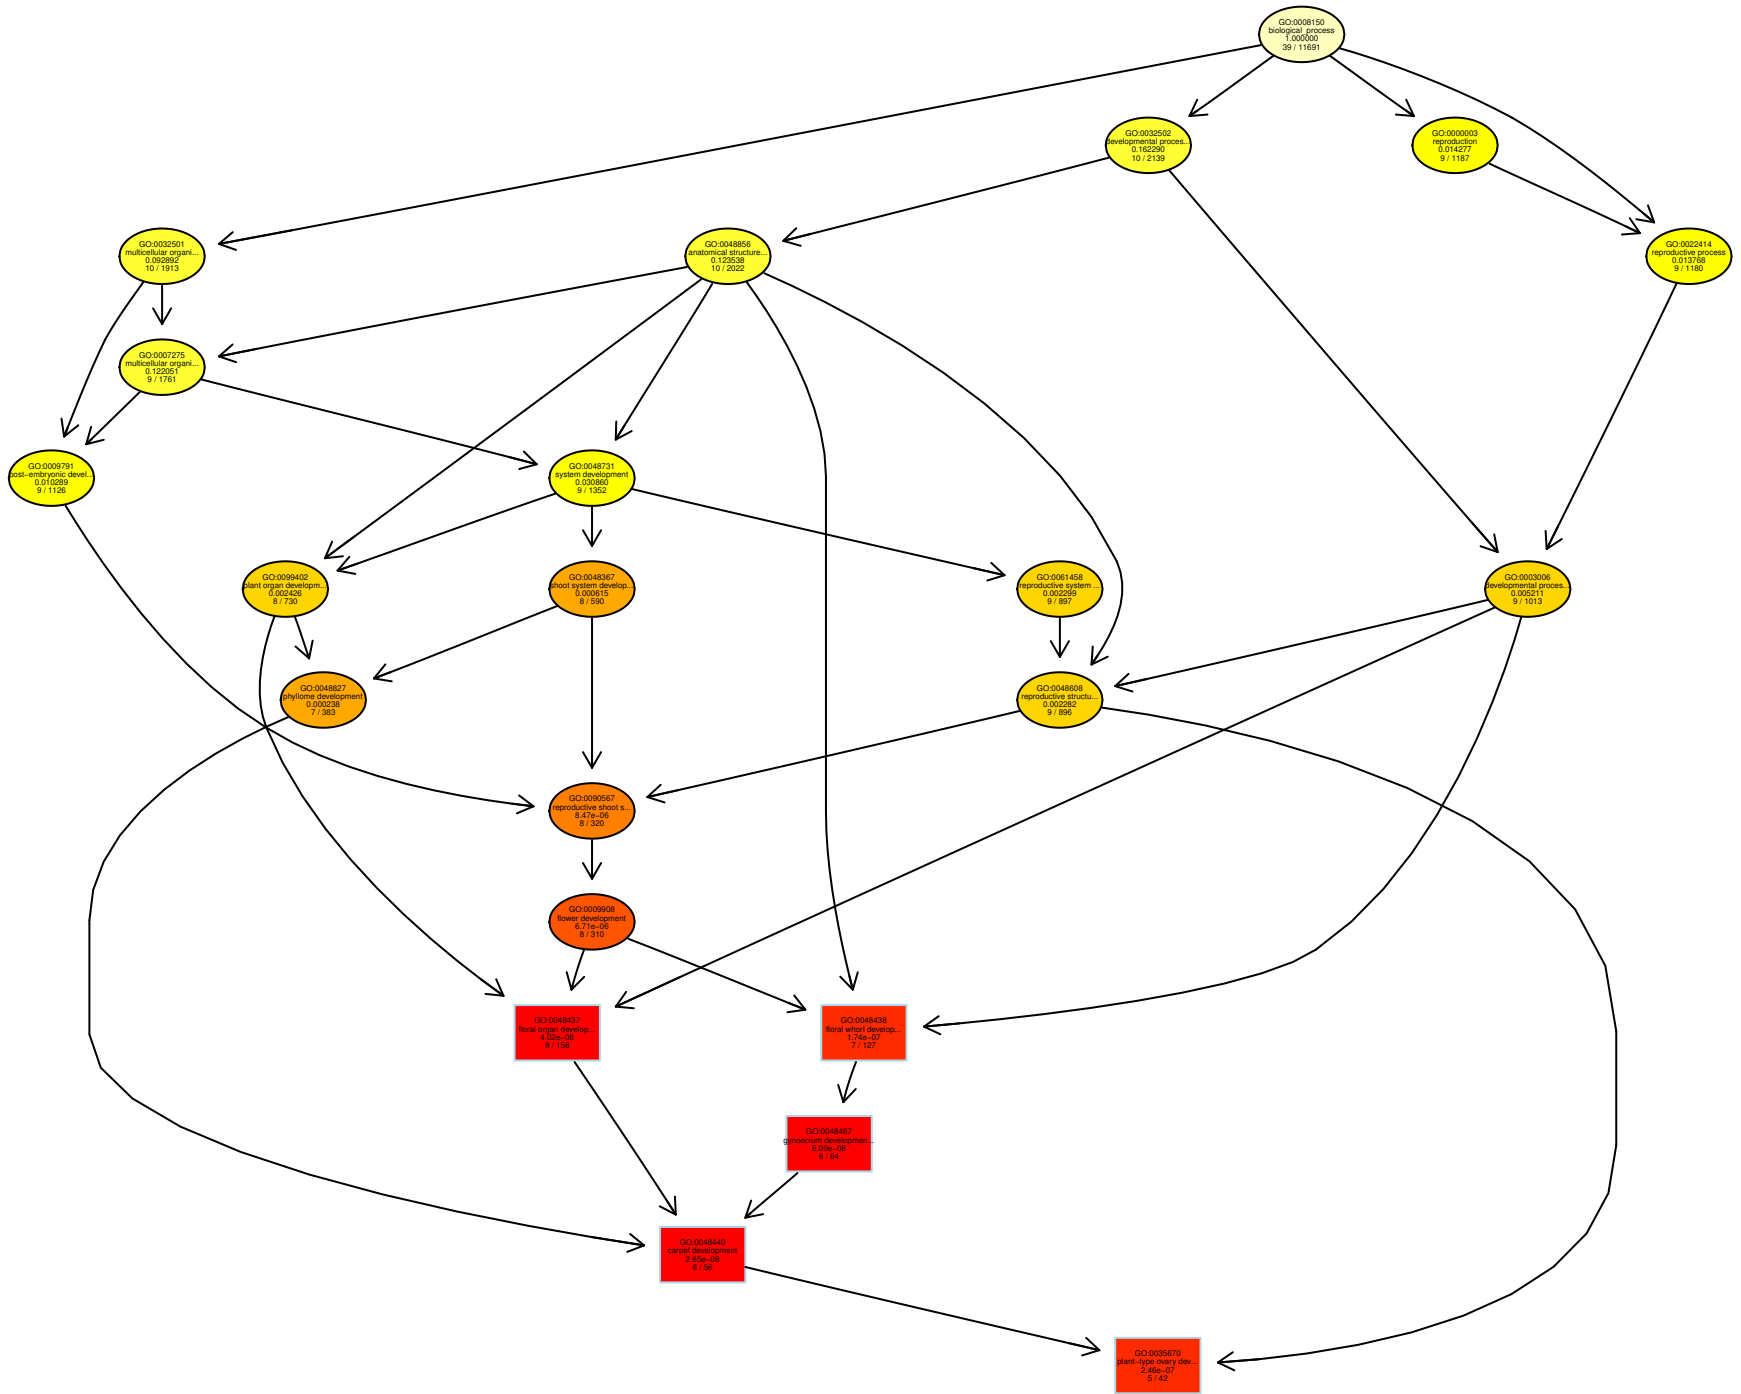 GO:0008150
biological_process
1.000000
39 / 11691
GO:0032502
developmental proces...
0.162290
10 / 2139
GO:0000003
reproduction
0.014277
9 / 1187
GO:0032501
multicellular organi...
0.092892
10 / 1913
GO:0048856
anatomical structure...
0.123538
10 / 2022
GO:0022414
reproductive process
0.013768
9 / 1180
GO:0007275
multicellular organi...
0.122051
9 / 1761
GO:0009791
post−embryonic devel...
0.010289
9 / 1126
GO:0048731
system development
0.030860
9 / 1352
GO:0099402
plant organ developm...
0.002426
8 / 730
GO:0048367
shoot system develop...
0.000615
8 / 590
GO:0061458
reproductive system ...
0.002299
9 / 897
GO:0003006
developmental proces...
0.005211
9 / 1013
GO:0048827
phyllome development
0.000238
7 / 383
GO:0048608
reproductive structu...
0.002282
9 / 896
GO:0090567
reproductive shoot s...
8.47e−06
8 / 320
GO:0009908
flower development
6.71e−06
8 / 310
GO:0048437
floral organ develop...
4.02e−08
8 / 158
GO:0048438
floral whorl develop...
1.74e−07
7 / 127
GO:0048467
gynoecium developmen...
6.00e−08
6 / 64
GO:0048440
carpel development
2.65e−08
6 / 56
GO:0035670
plant−type ovary dev...
2.46e−07
5 / 42